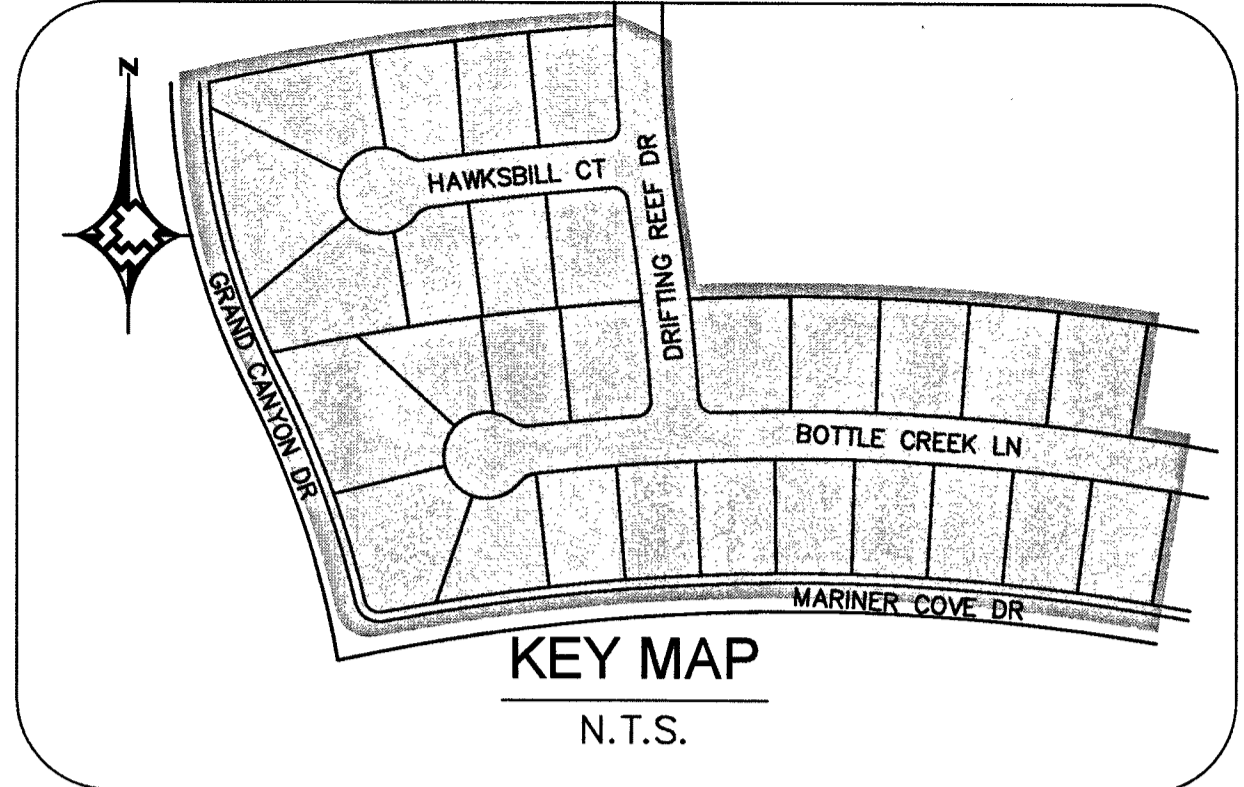 N
HAWKSBILL CT
DRIFTING REEF DR
GRAND CANYON DR
BOTTLE CREEK LN
MARINER COVE DR
KEY MAP
N.T.S.